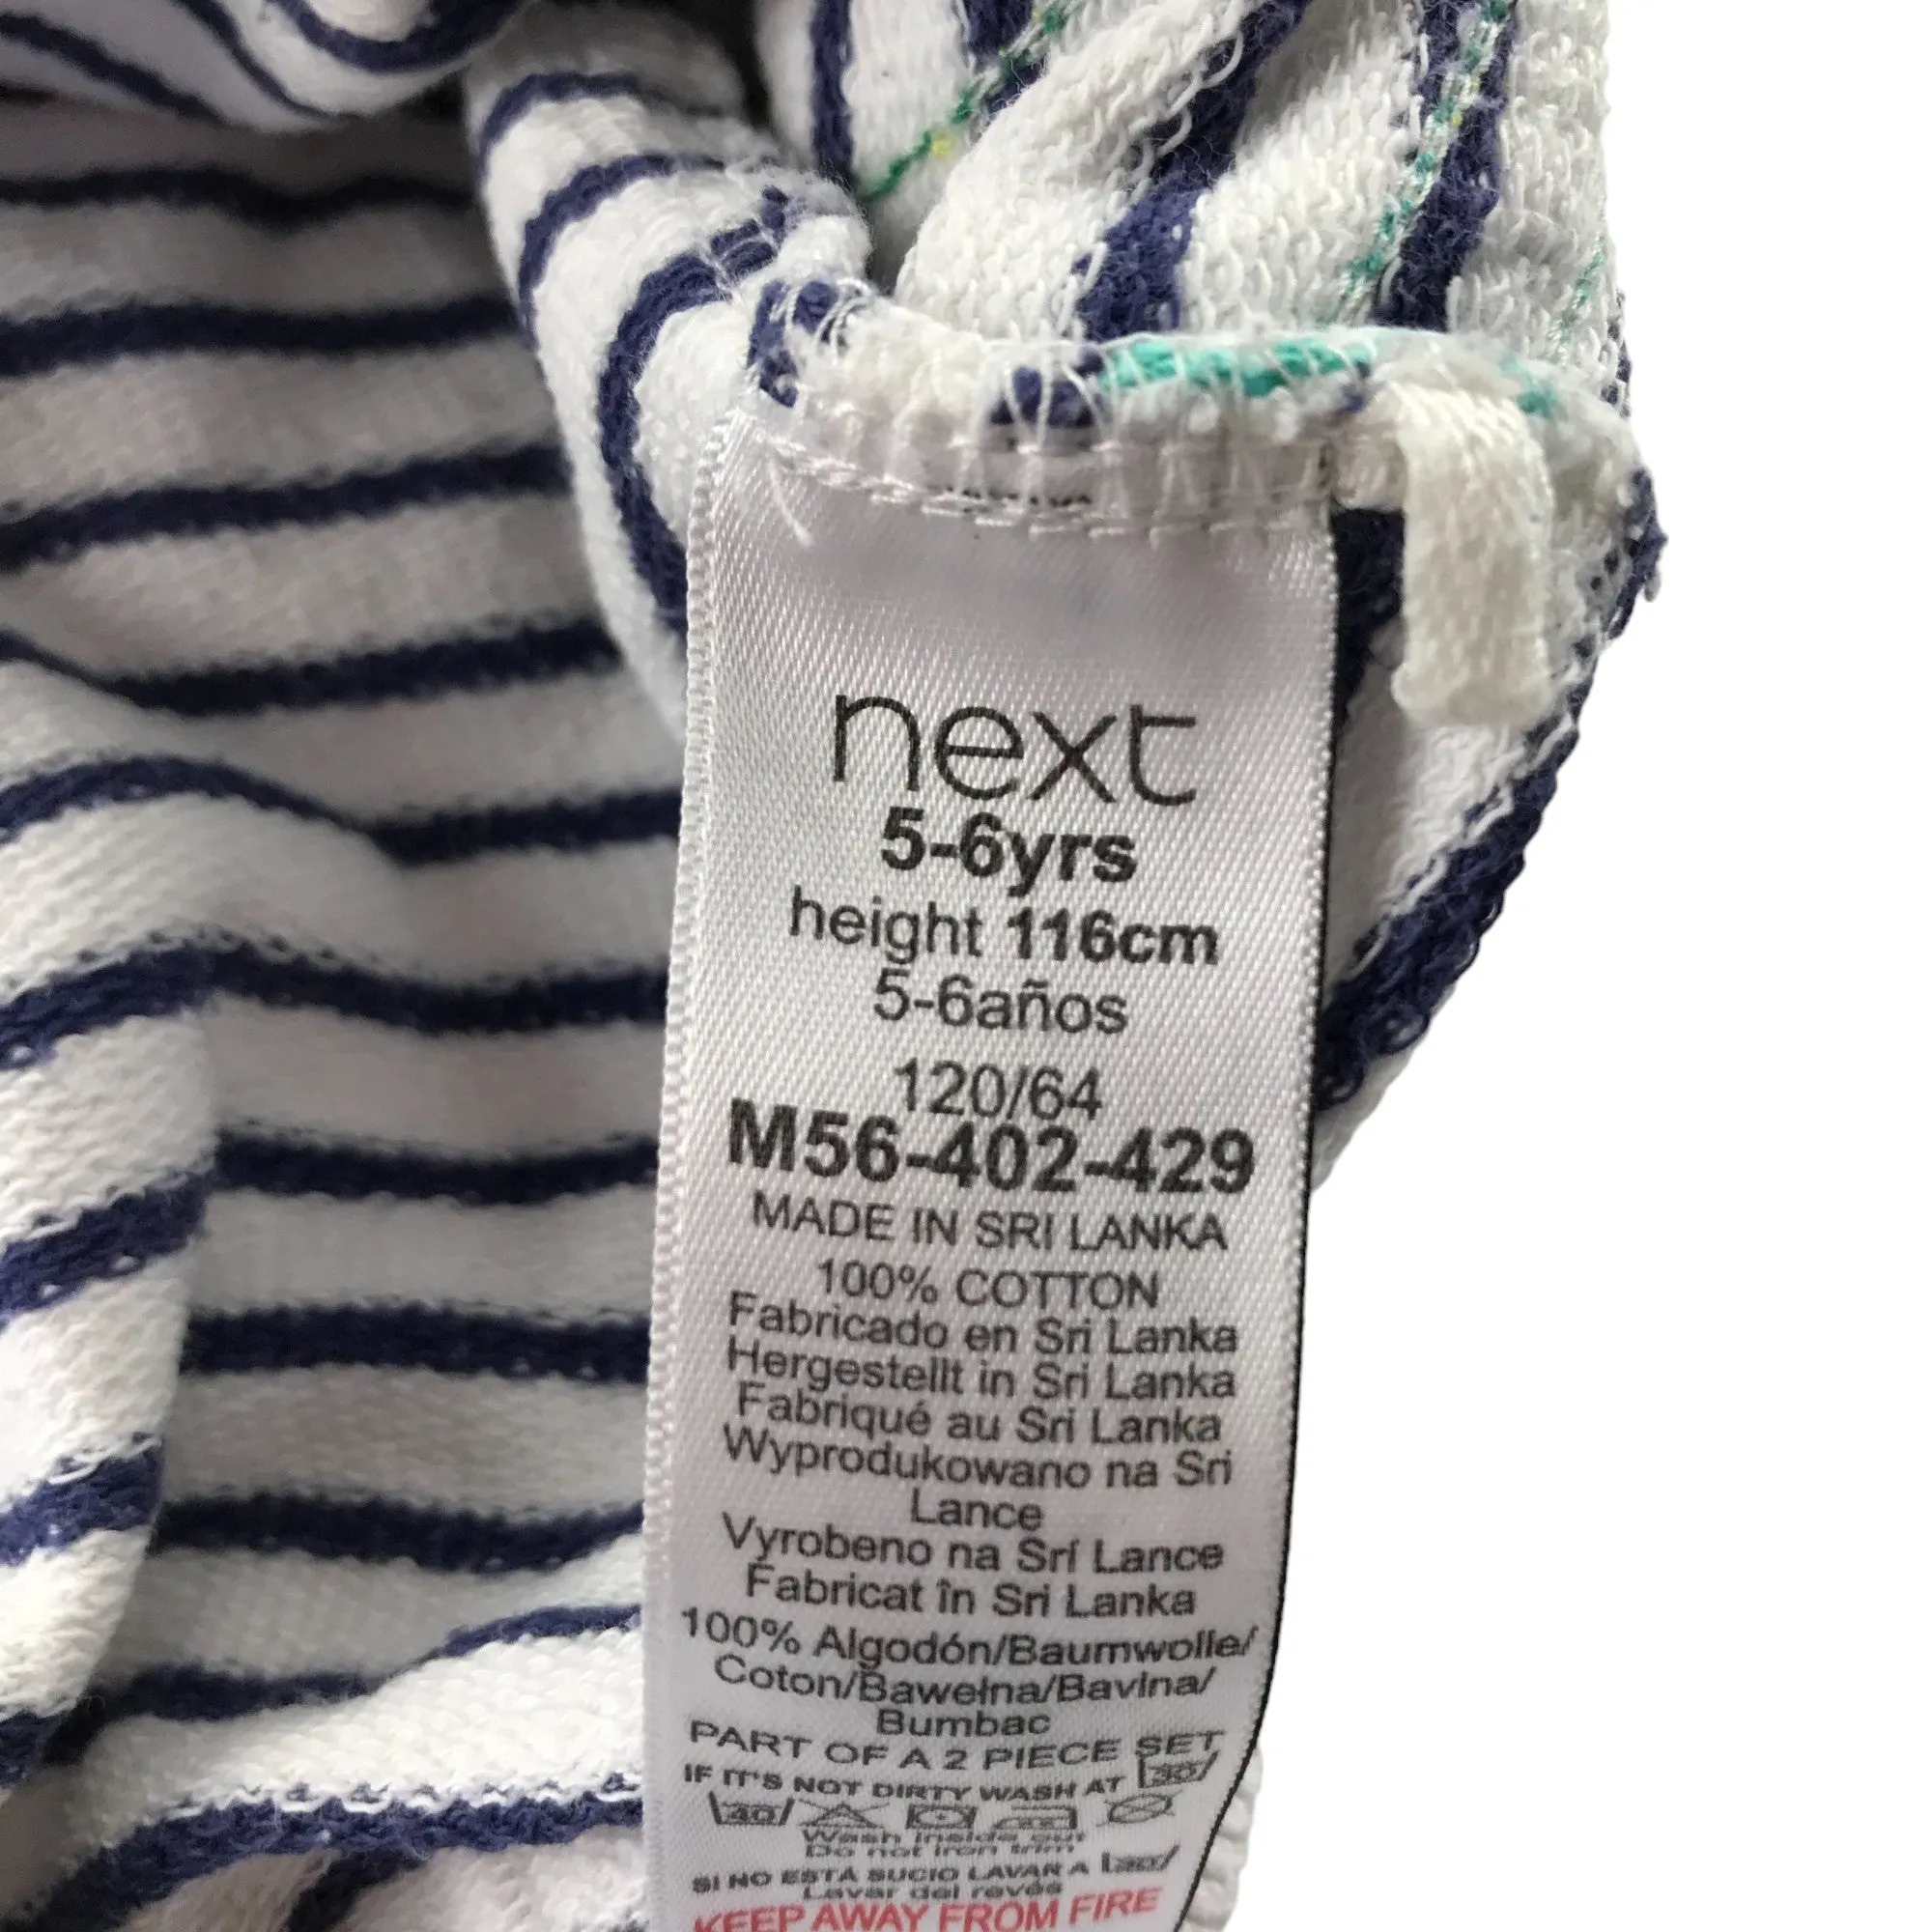 next
5-6yrs
height 116cm
5-6años
120/64
M56-402-429
MADE IN SRI LANKA
100% COTTON
Fabricado en Sri Lanka
Hergestellt in Sri Lanka
Fabriqué au Sri Lanka
Wyprodukowano na Sri
Lance
Vyrobeno na Srí Lance
Fabricat în Sri Lanka
100% Algodón/Baumwolle/
Coton/Bawełna/Bavlna/
Bumbac
PART OF A 2 PIECE SET
IF IT'S NOT DIRTY WASH AT 30
40
Wash inside out
Do not iron trim
SI NO ESTÁ SUCIO LAVAR A 30
Lavar del revés
KEEP AWAY FROM FIRE